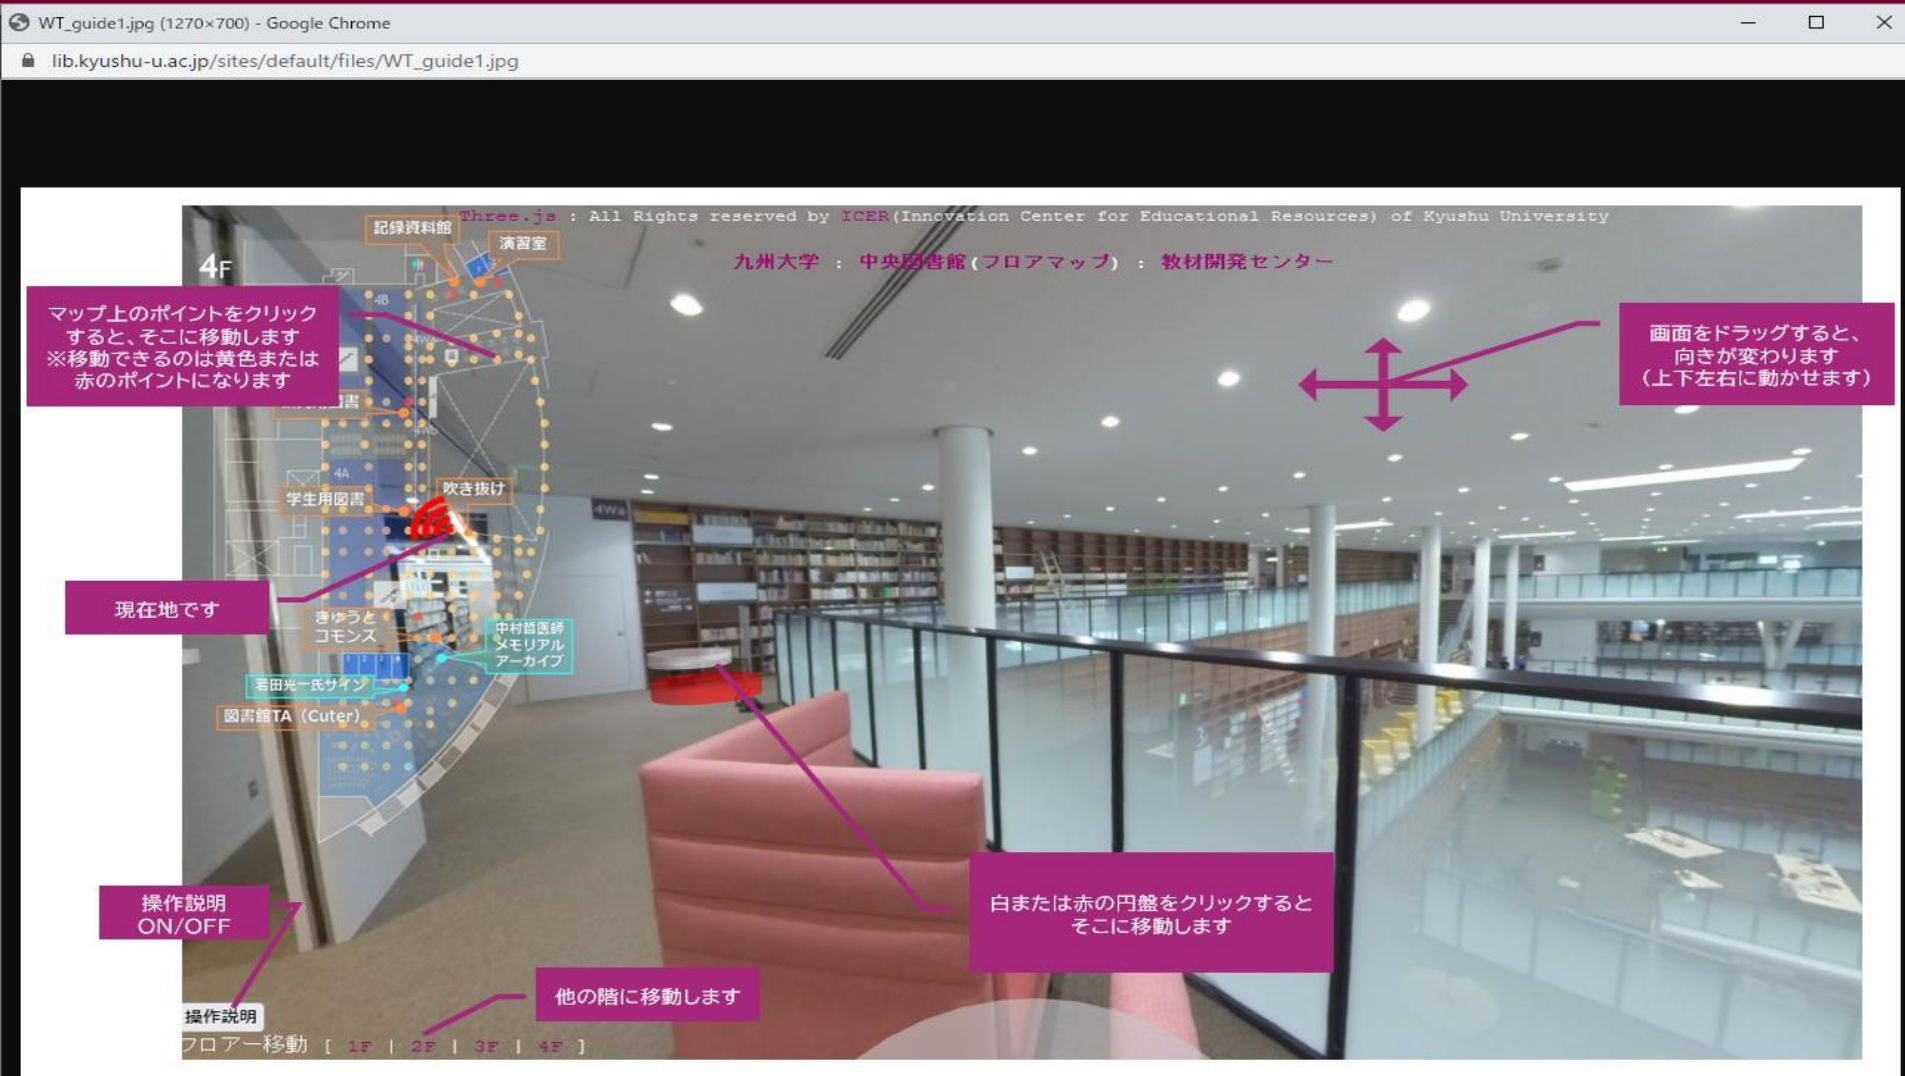 WT_guide1.jpg (1270×700) - Google Chrome
lib.kyushu-u.ac.jp/sites/default/files/WT_guide1.jpg
Three.js : All Rights reserved by ICER(Innovation Center for Educational Resources) of Kyushu University
九州大学 : 中央図書館(フロアマップ) : 教材開発センター
4F
記録資料館
演習室
4B
マップ上のポイントをクリック
すると、そこに移動します
※移動できるのは黄色または
赤のポイントになります
画面をドラッグすると、
向きが変わります
(上下左右に動かせます)
図書
4A
学生用図書
吹き抜け
4Wa
現在地です
きゅうと
コモンズ
中村哲医師
メモリアル
アーカイブ
1 2 3 4
若田光一氏サイン
図書館TA(Cuter)
3
操作説明
ON/OFF
白または赤の円盤をクリックすると
そこに移動します
他の階に移動します
操作説明
フロアー移動 [ 1F | 2F | 3F | 4F ]